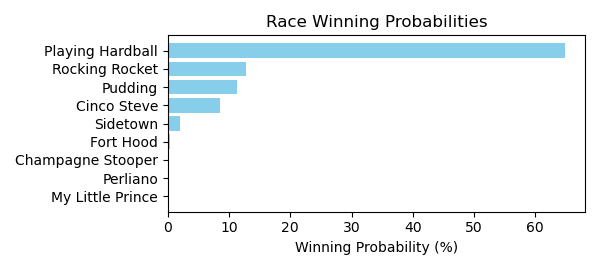 Race Winning Probabilities
Playing Hardball
Rocking Rocket
Pudding
Cinco Steve
Sidetown
Fort Hood
Champagne Stooper
Perliano
My Little Prince
0 10 20 30 40 50 60
Winning Probability (%)